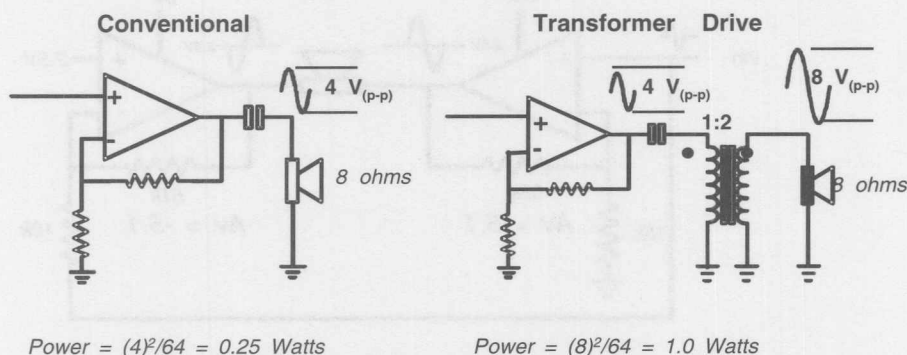 Conventional
4 V(p-p)
+
-
8 ohms
Power = (4)²/64 = 0.25 Watts
Transformer Drive
4 V(p-p)
8 V(p-p)
1:2
+
-
8 ohms
Power = (8)²/64 = 1.0 Watts